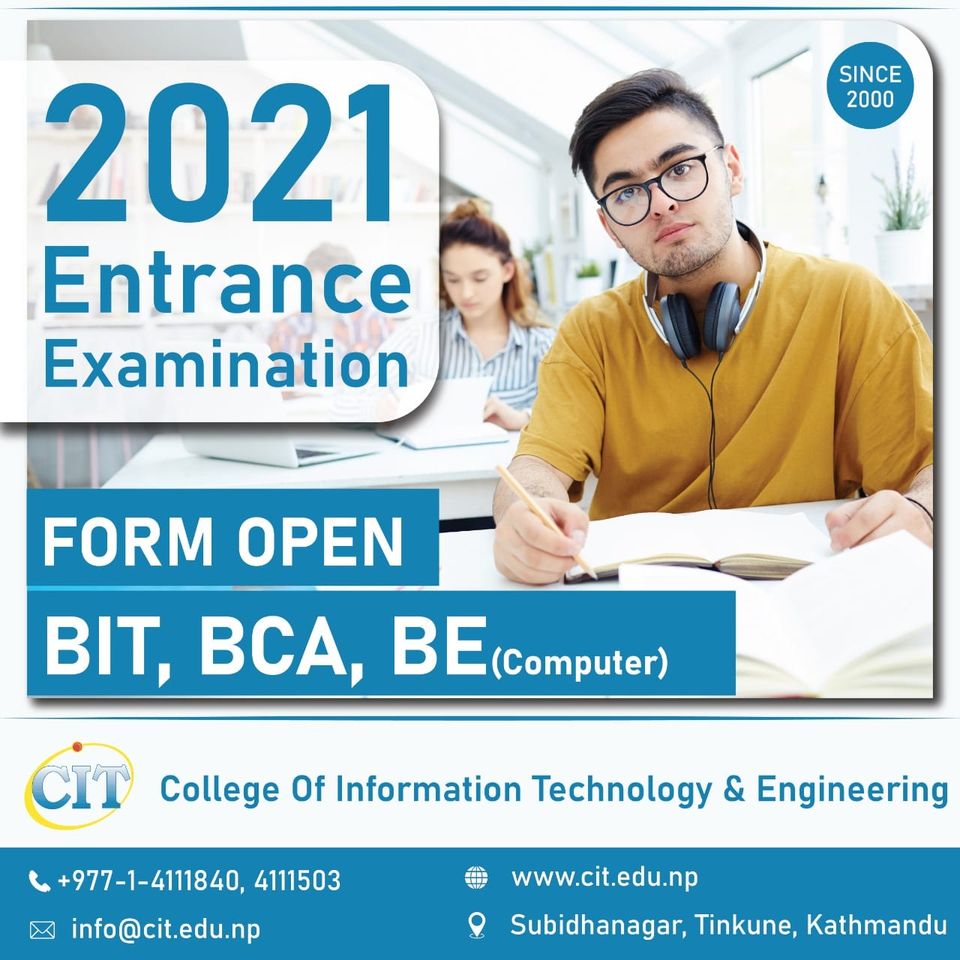 SINCE
2000
2021
Entrance
Examination
FORM OPEN
BIT, BCA, BE(Computer)
CIT
College Of Information Technology & Engineering
+977-1-4111840, 4111503
www.cit.edu.np
info@cit.edu.np
Subidhanagar, Tinkune, Kathmandu